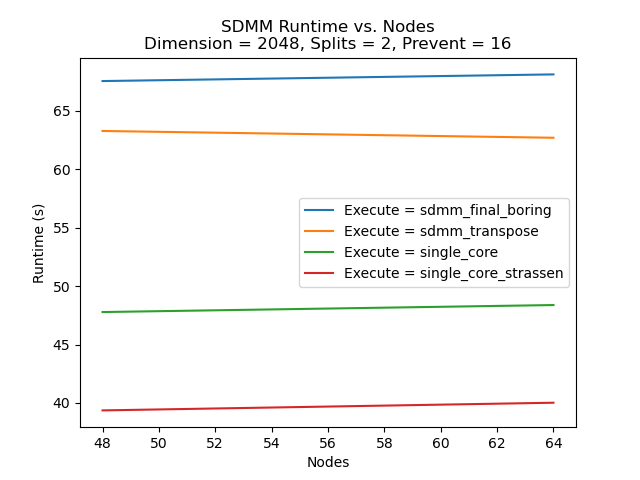 SDMM Runtime vs. Nodes
Dimension = 2048, Splits = 2, Prevent = 16
65
60
55
50
45
40
Runtime (s)
Execute = sdmm_final_boring
Execute = sdmm_transpose
Execute = single_core
Execute = single_core_strassen
48 50 52 54 56 58 60 62 64
Nodes